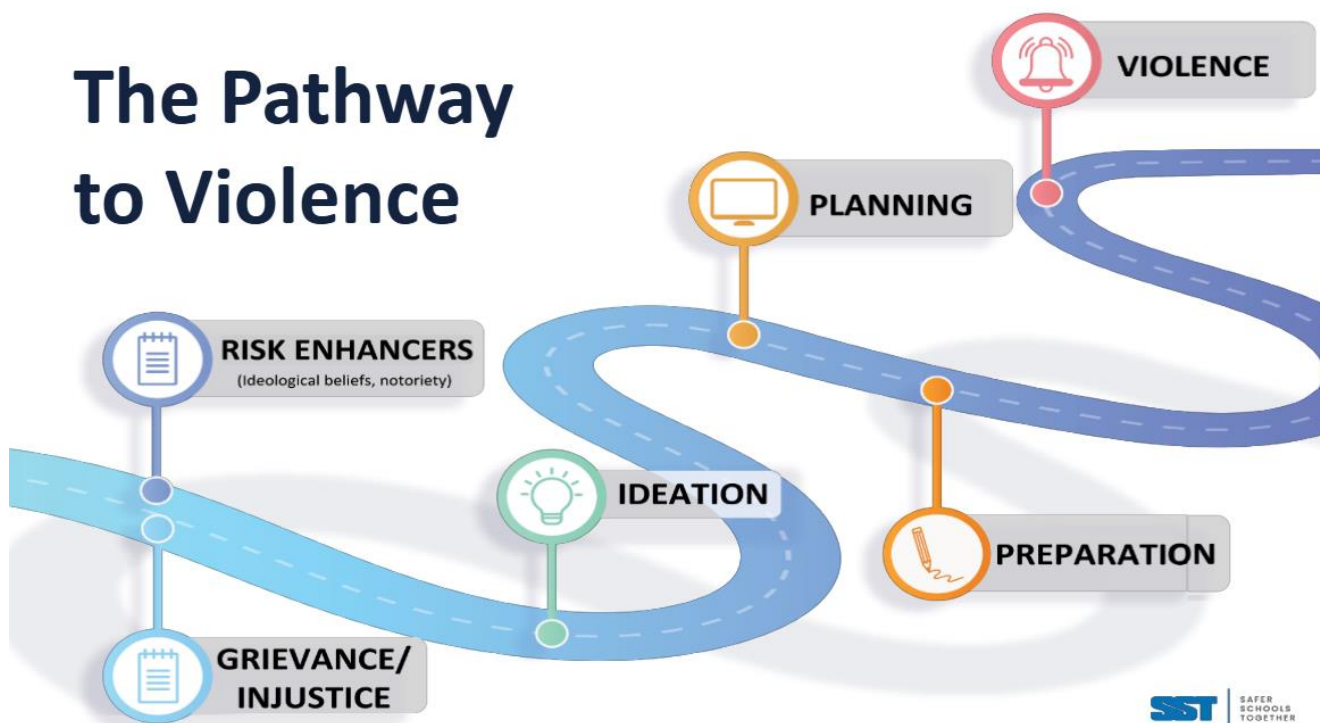 The Pathway
to Violence
VIOLENCE
PLANNING
RISK ENHANCERS
(Ideological beliefs, notoriety)
IDEATION
PREPARATION
GRIEVANCE/
INJUSTICE
SST
SAFER
SCHOOLS
TOGETHER